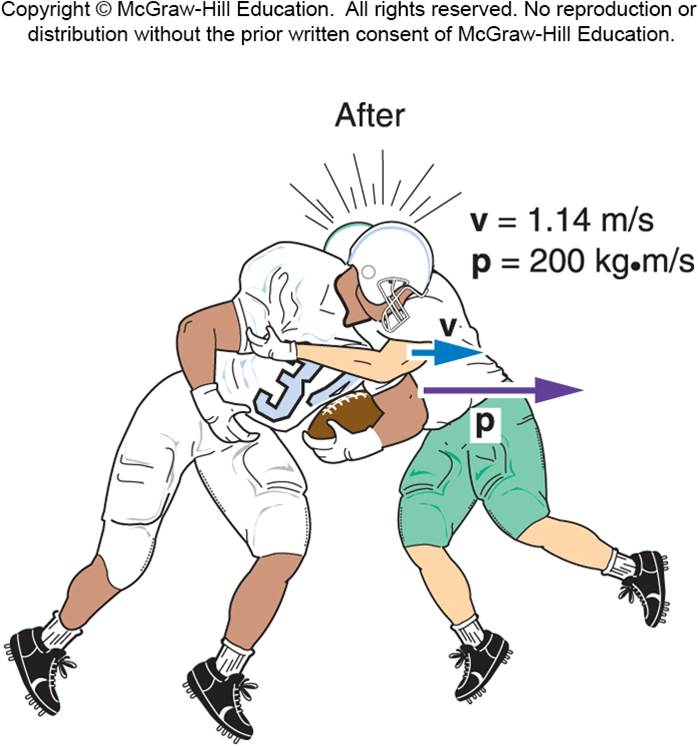 Copyright © McGraw-Hill Education. All rights reserved. No reproduction or
distribution without the prior written consent of McGraw-Hill Education.
After
v = 1.14 m/s
p = 200 kg•m/s
v
34
p